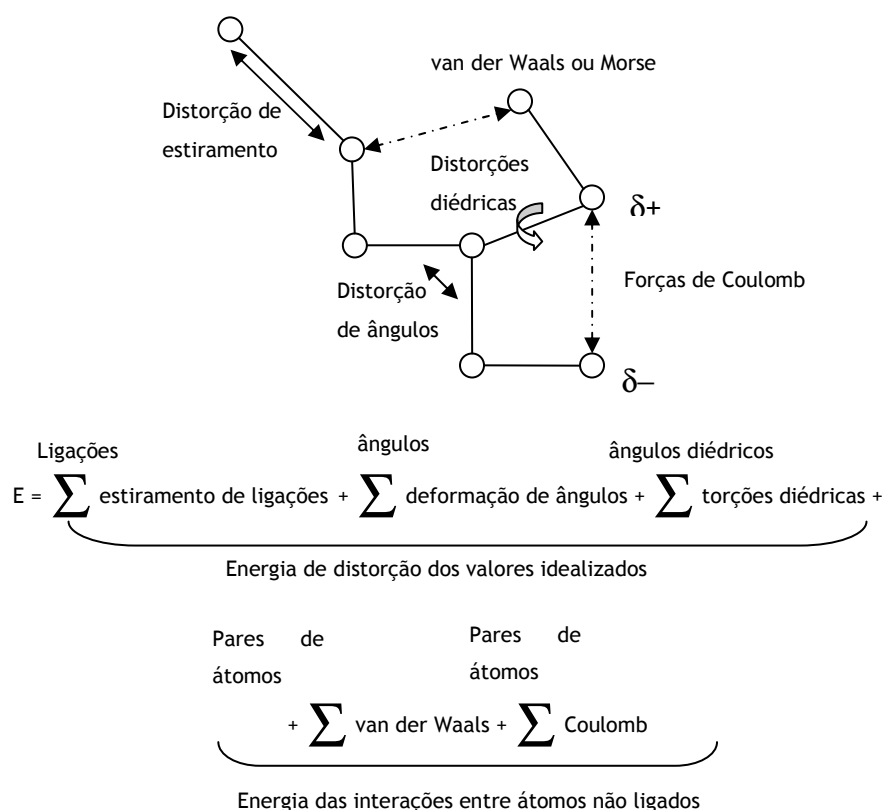 van der Waals ou Morse
Distorção de
estiramento
Distorções
diédricas
δ+
Distorção
de ângulos
Forças de Coulomb
δ–
Ligações
ângulos
ângulos diédricos
E = ∑ estiramento de ligações + ∑ deformação de ângulos + ∑ torções diédricas +
Energia de distorção dos valores idealizados
Pares de
átomos
Pares de
átomos
+ ∑ van der Waals + ∑ Coulomb
Energia das interações entre átomos não ligados